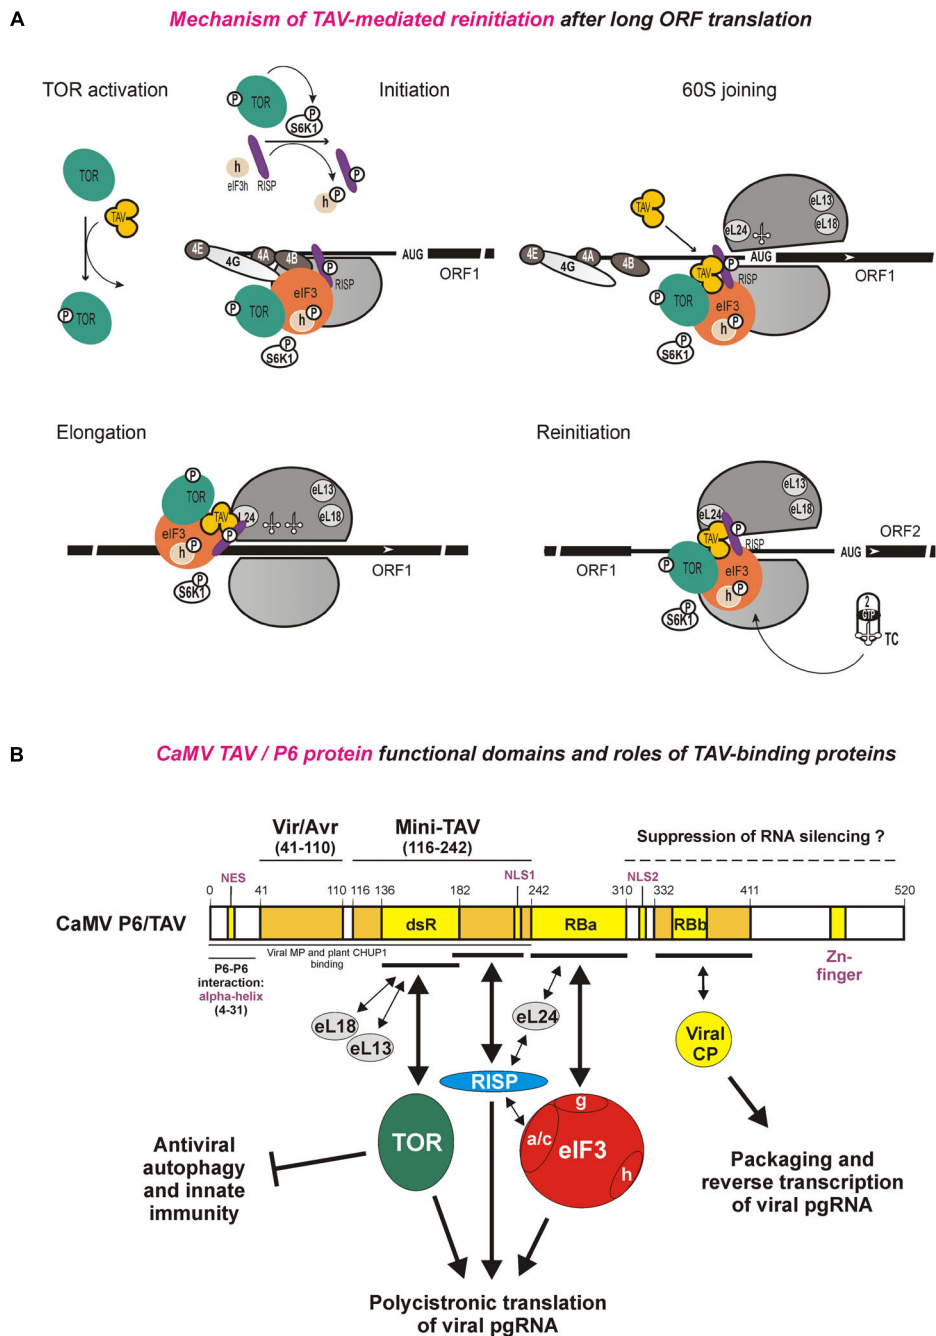 A
Mechanism of TAV-mediated reinitiation after long ORF translation
TOR activation
TOR
TAV
P
TOR
Initiation
P
TOR
P
S6K1
h
eIF3h
RISP
P
h
P
4E
4G
4A
4B
P
RISP
AUG
ORF1
eIF3
P
TOR
h
P
P
S6K1
60S joining
TAV
eL13
eL18
eL24
4E
4G
4A
4B
AUG
ORF1
P
RISP
TAV
P
TOR
eIF3
h
P
P
S6K1
Elongation
P
TOR
TAV
eL13
eL18
L24
eIF3
P
h
P
P
S6K1
ORF1
Reinitiation
eL13
eL18
eL24
P
TAV
RISP
ORF1
AUG
ORF2
P
TOR
eIF3
h
P
P
S6K1
2
GTP
TC
B
CaMV TAV / P6 protein functional domains and roles of TAV-binding proteins
Vir/Avr
(41-110)
Mini-TAV
(116-242)
Suppression of RNA silencing ?
NES
NLS1
NLS2
0 41 110 116 136 182 242 310 332 411 520
CaMV P6/TAV
dsR
RBa
RBb
Viral MP and plant CHUP1
binding
Zn-
finger
P6-P6
interaction:
alpha-helix
(4-31)
eL18
eL13
eL24
Viral
CP
RISP
TOR
g
a/c
eIF3
h
Antiviral
autophagy
and innate
immunity
Packaging and
reverse transcription
of viral pgRNA
Polycistronic translation
of viral pgRNA